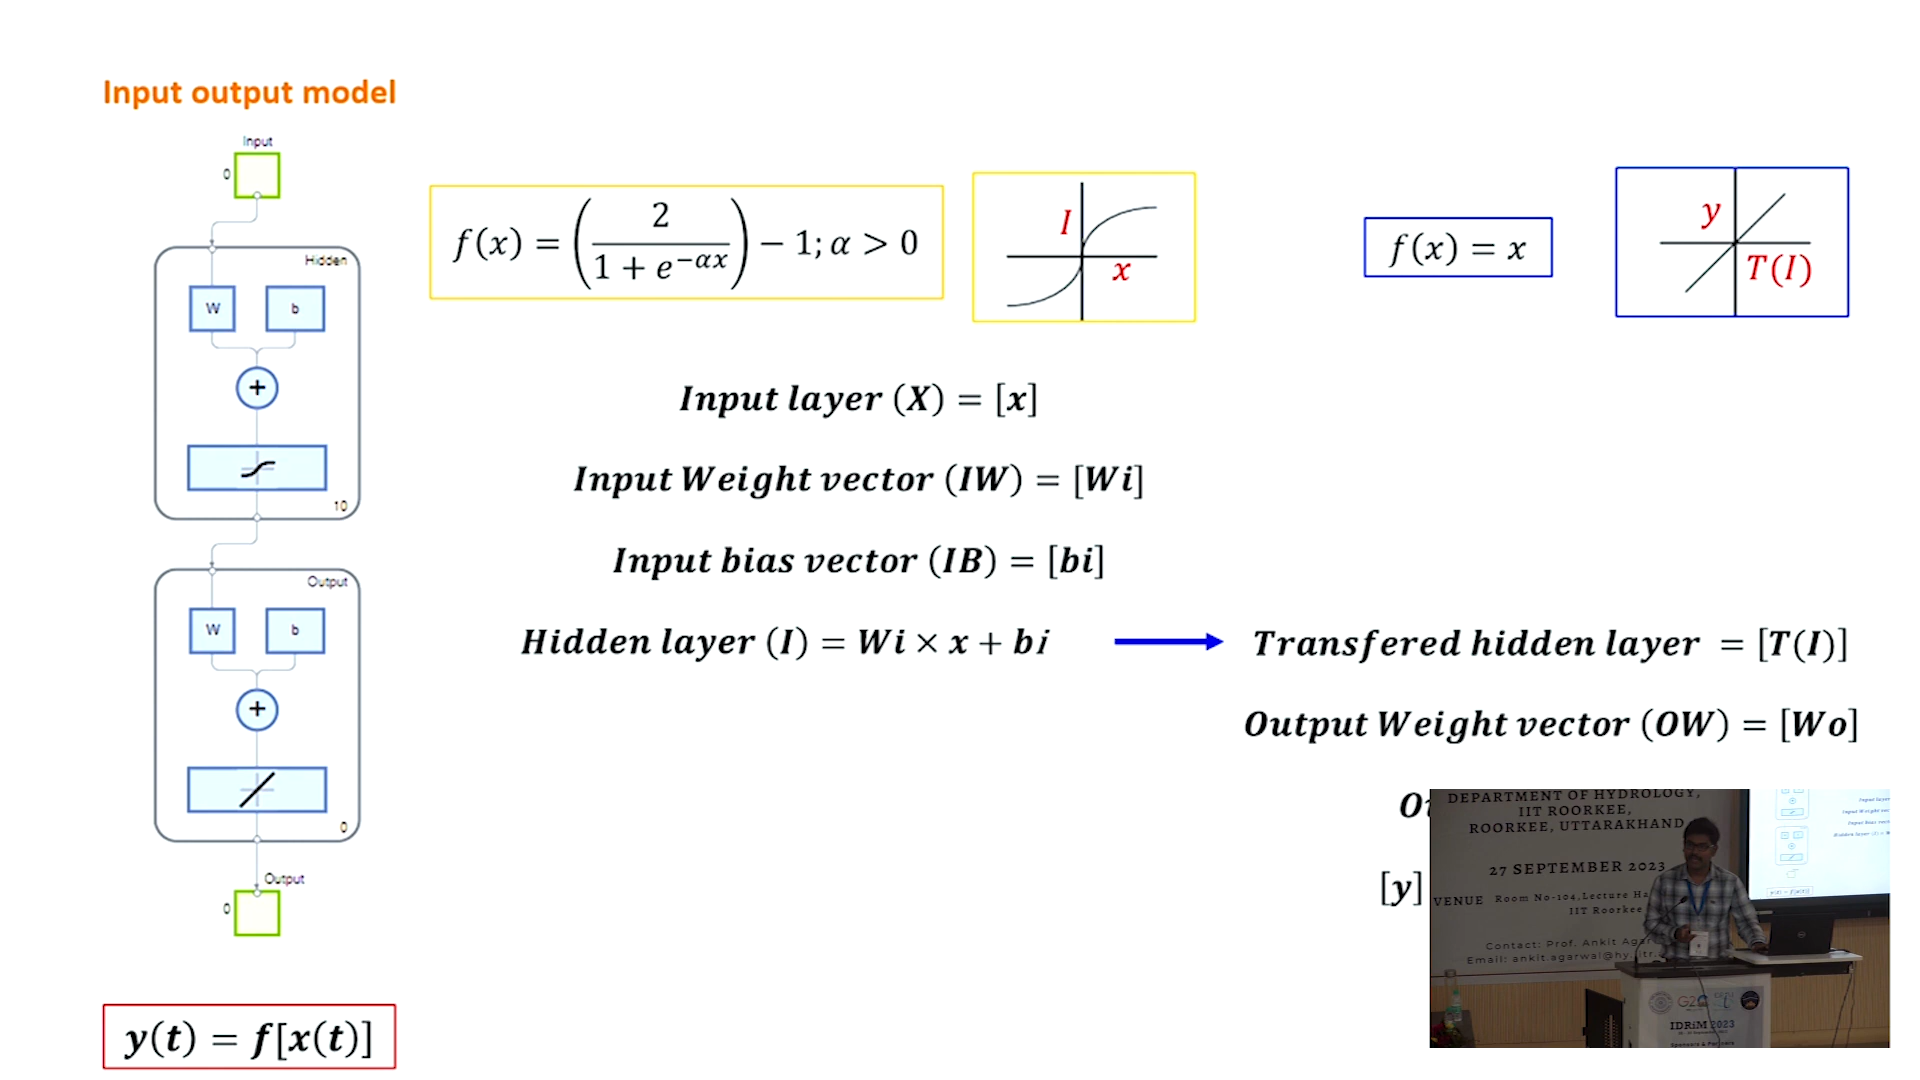 Input output model
Input
0
Hidden
W
b
+
10
Output
W
b
+
0
Output
0
y(t) = f[x(t)]
f(x) = (2 / (1 + e^{−αx})) − 1; α > 0
I
x
f(x) = x
y
T(I)
Input layer (X) = [x]
Input Weight vector (IW) = [Wi]
Input bias vector (IB) = [bi]
Hidden layer (I) = Wi × x + bi
Transfered hidden layer = [T(I)]
Output Weight vector (OW) = [Wo]
[y]
DEPARTMENT OF HYDROLOGY,
IIT ROORKEE,
ROORKEE, UTTARAKHAND
27 SEPTEMBER 2023
VENUE Room No-104, Lecture
IIT Roorkee
Contact: Prof. Ankit
Email: ankit.agarwal@hy.
G20
IDRiM 2023
Sponsors & Partners